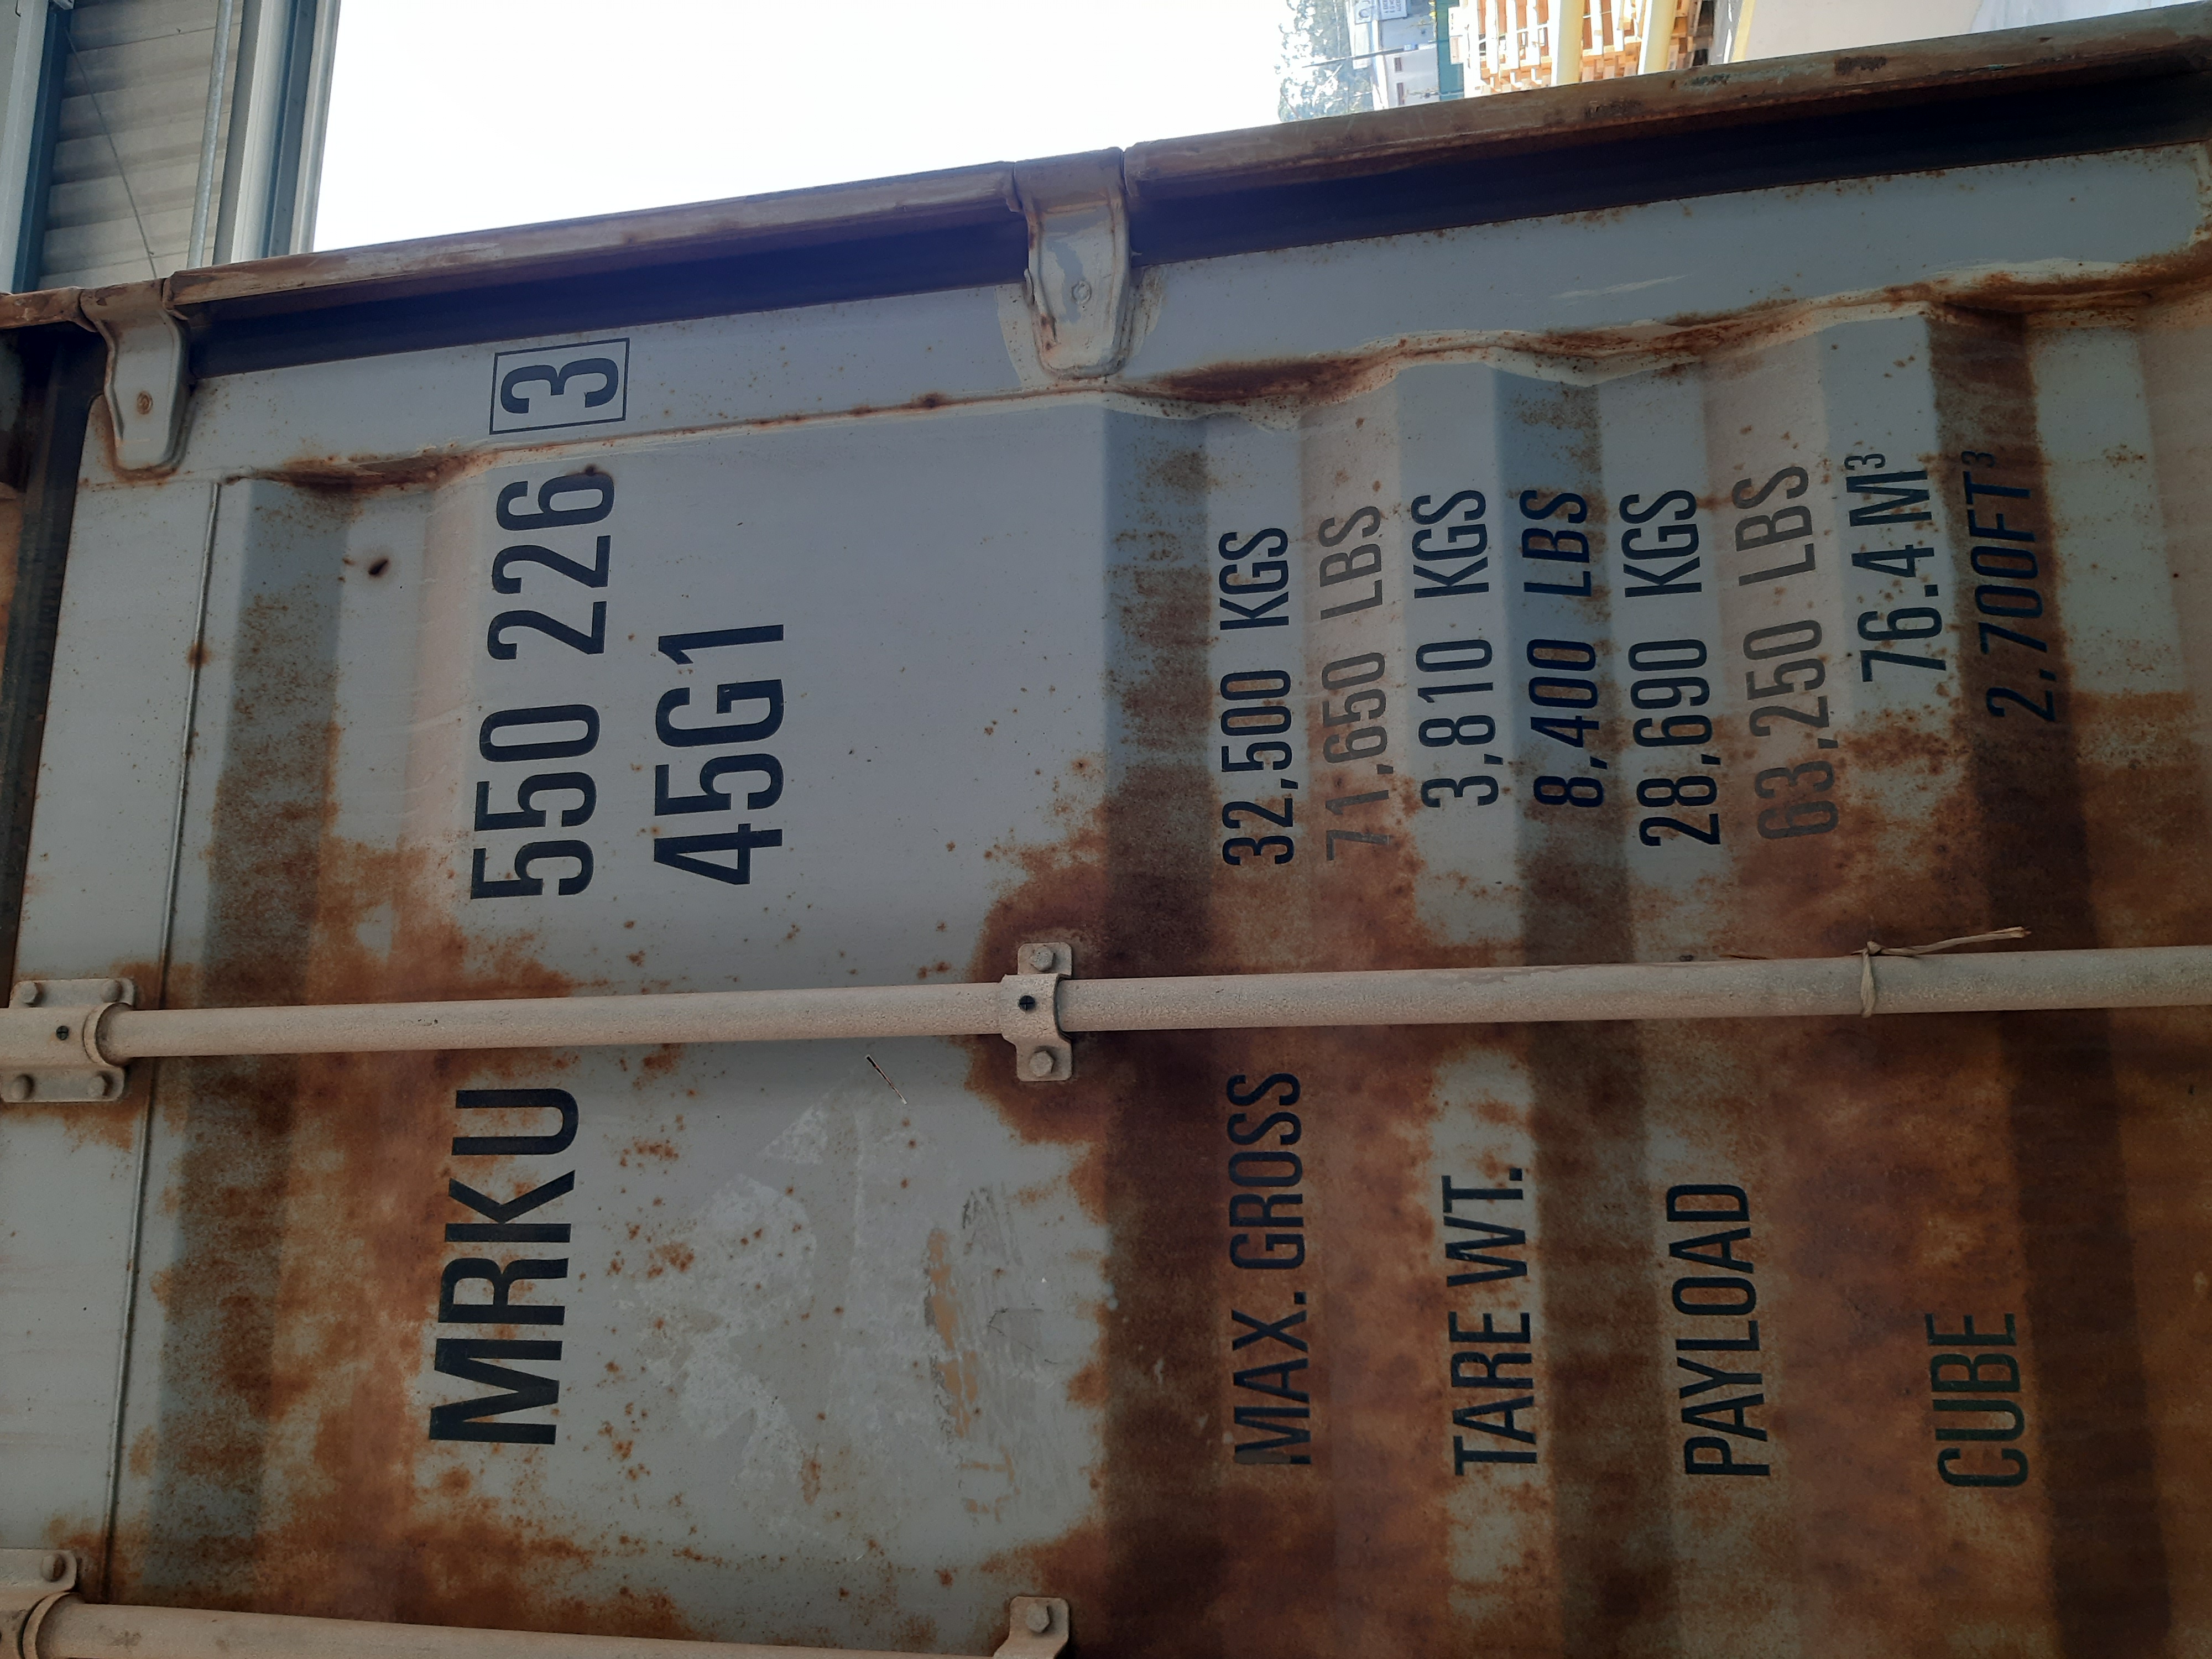 MRKU 550 226 3
45G1
MAX. GROSS 32,500 KGS
71,650 LBS
TARE WT. 3,810 KGS
8,400 LBS
PAYLOAD 28,690 KGS
63,250 LBS
CUBE 76.4 M³
2,700FT³